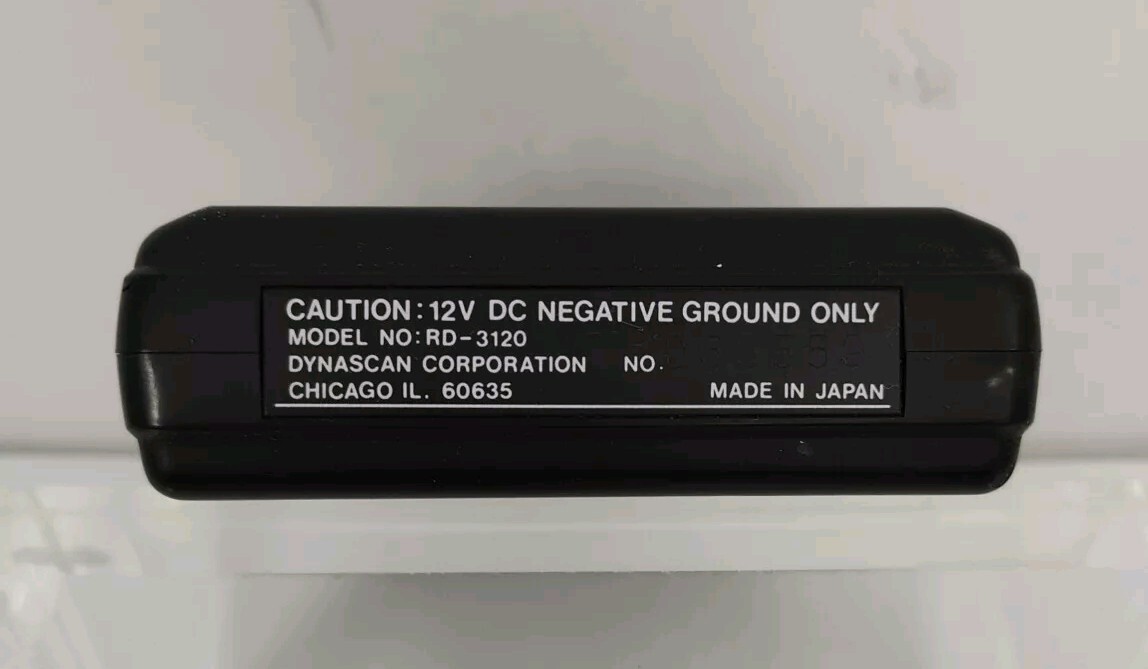 CAUTION: 12V DC NEGATIVE GROUND ONLY
MODEL NO: RD-3120
DYNASCAN CORPORATION NO.
CHICAGO IL. 60635 MADE IN JAPAN